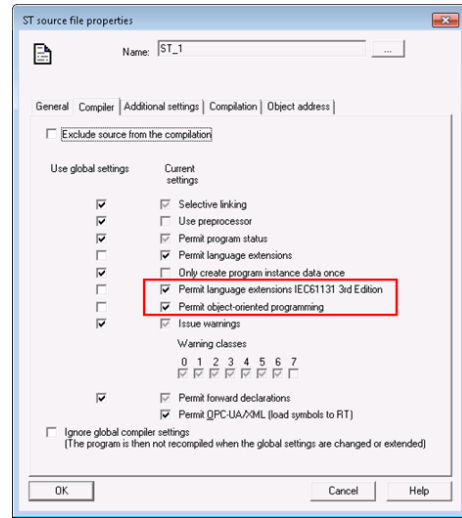 ST source file properties
Name: ST_1 ...
General Compiler Additional settings Compilation Object address
Exclude source from the compilation
Use global settings Current settings
Selective linking
Use preprocessor
Permit program status
Permit language extensions
Only create program instance data once
Permit language extensions IEC61131 3rd Edition
Permit object-oriented programming
Issue warnings
Warning classes
0 1 2 3 4 5 6 7
Permit forward declarations
Permit OPC-UA/XML (load symbols to RT)
Ignore global compiler settings
(The program is then not recompiled when the global settings are changed or extended)
OK Cancel Help